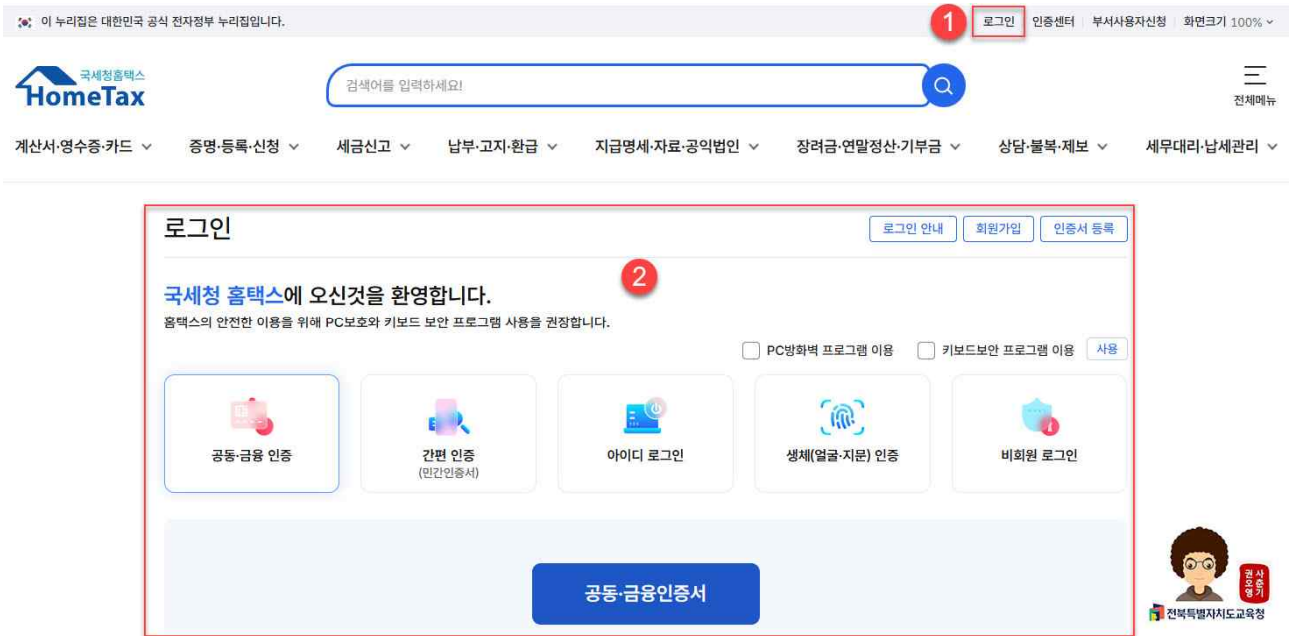 이 누리집은 대한민국 공식 전자정부 누리집입니다.
1
로그인 인증센터 부서사용자신청 화면크기 100%
국세청홈택스
HomeTax
검색어를 입력하세요!
전체메뉴
계산서·영수증·카드 증명·등록·신청 세금신고 납부·고지·환급 지급명세·자료·공익법인 장려금·연말정산·기부금 상담·불복·제보 세무대리·납세관리
로그인
로그인 안내 회원가입 인증서 등록
2
국세청 홈택스에 오신것을 환영합니다.
홈택스의 안전한 이용을 위해 PC보호와 키보드 보안 프로그램 사용을 권장합니다.
PC방화벽 프로그램 이용 키보드보안 프로그램 이용 사용
공동·금융 인증 간편 인증 아이디 로그인 생체(얼굴·지문) 인증 비회원 로그인
(민간인증서)
공동·금융인증서
권오영 사춘기
전북특별자치도교육청